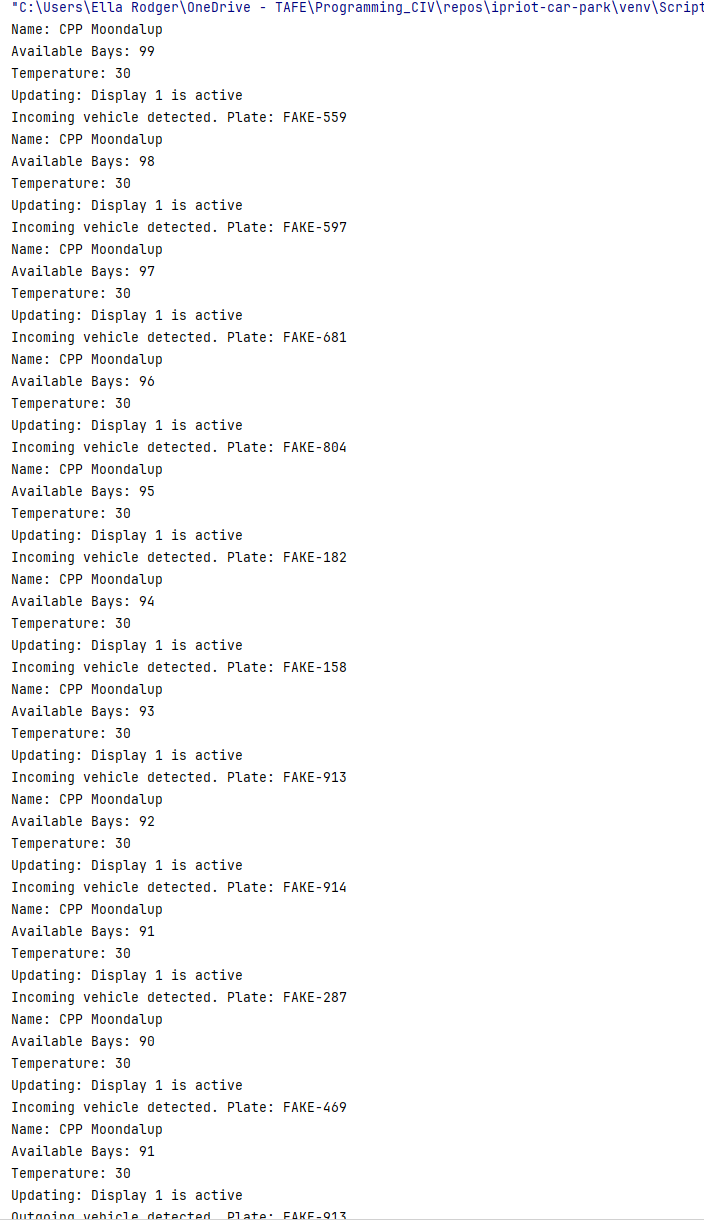 "C:\Users\Ella Rodger\OneDrive - TAFE\Programming_CIV\repos\ipriot-car-park\venv\Script
Name: CPP Moondalup
Available Bays: 99
Temperature: 30
Updating: Display 1 is active
Incoming vehicle detected. Plate: FAKE-559
Name: CPP Moondalup
Available Bays: 98
Temperature: 30
Updating: Display 1 is active
Incoming vehicle detected. Plate: FAKE-597
Name: CPP Moondalup
Available Bays: 97
Temperature: 30
Updating: Display 1 is active
Incoming vehicle detected. Plate: FAKE-681
Name: CPP Moondalup
Available Bays: 96
Temperature: 30
Updating: Display 1 is active
Incoming vehicle detected. Plate: FAKE-804
Name: CPP Moondalup
Available Bays: 95
Temperature: 30
Updating: Display 1 is active
Incoming vehicle detected. Plate: FAKE-182
Name: CPP Moondalup
Available Bays: 94
Temperature: 30
Updating: Display 1 is active
Incoming vehicle detected. Plate: FAKE-158
Name: CPP Moondalup
Available Bays: 93
Temperature: 30
Updating: Display 1 is active
Incoming vehicle detected. Plate: FAKE-913
Name: CPP Moondalup
Available Bays: 92
Temperature: 30
Updating: Display 1 is active
Incoming vehicle detected. Plate: FAKE-914
Name: CPP Moondalup
Available Bays: 91
Temperature: 30
Updating: Display 1 is active
Incoming vehicle detected. Plate: FAKE-287
Name: CPP Moondalup
Available Bays: 90
Temperature: 30
Updating: Display 1 is active
Incoming vehicle detected. Plate: FAKE-469
Name: CPP Moondalup
Available Bays: 91
Temperature: 30
Updating: Display 1 is active
Outgoing vehicle detected. Plate: FAKE-913